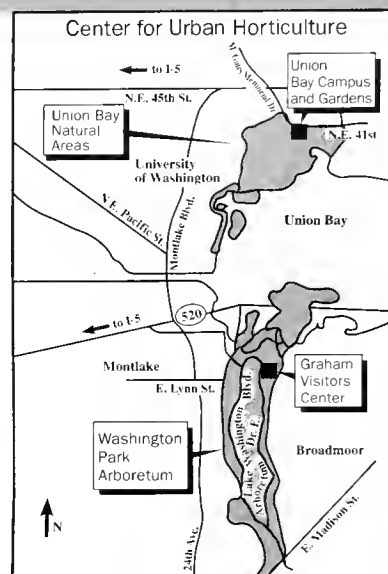 Center for Urban Horticulture
to I-5
N.E. 45th St.
Union
Bay Campus
and Gardens
N.E. 41st
Union Bay
Natural
Areas
University
of Washington
Memorial Dr.
N.E. Pacific St.
Montlake Blvd.
Union Bay
520
to I-5
Montlake
E. Lynn St.
Graham
Visitors
Center
Lake Washington Blvd.
Arboretum Dr. E.
Washington
Park
Arboretum
Broadmoor
E. Madison St.
24th Ave.
N